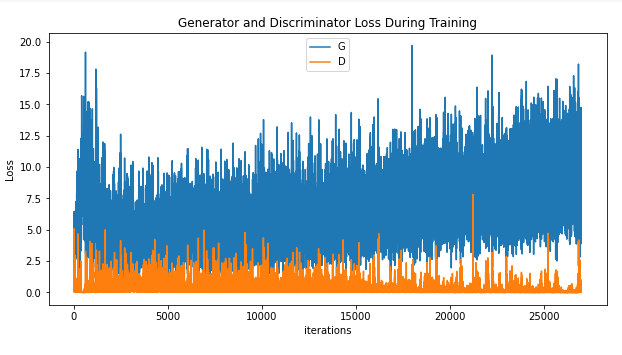 Generator and Discriminator Loss During Training
G
D
Loss
20.0
17.5
15.0
12.5
10.0
7.5
5.0
2.5
0.0
0 5000 10000 15000 20000 25000
iterations